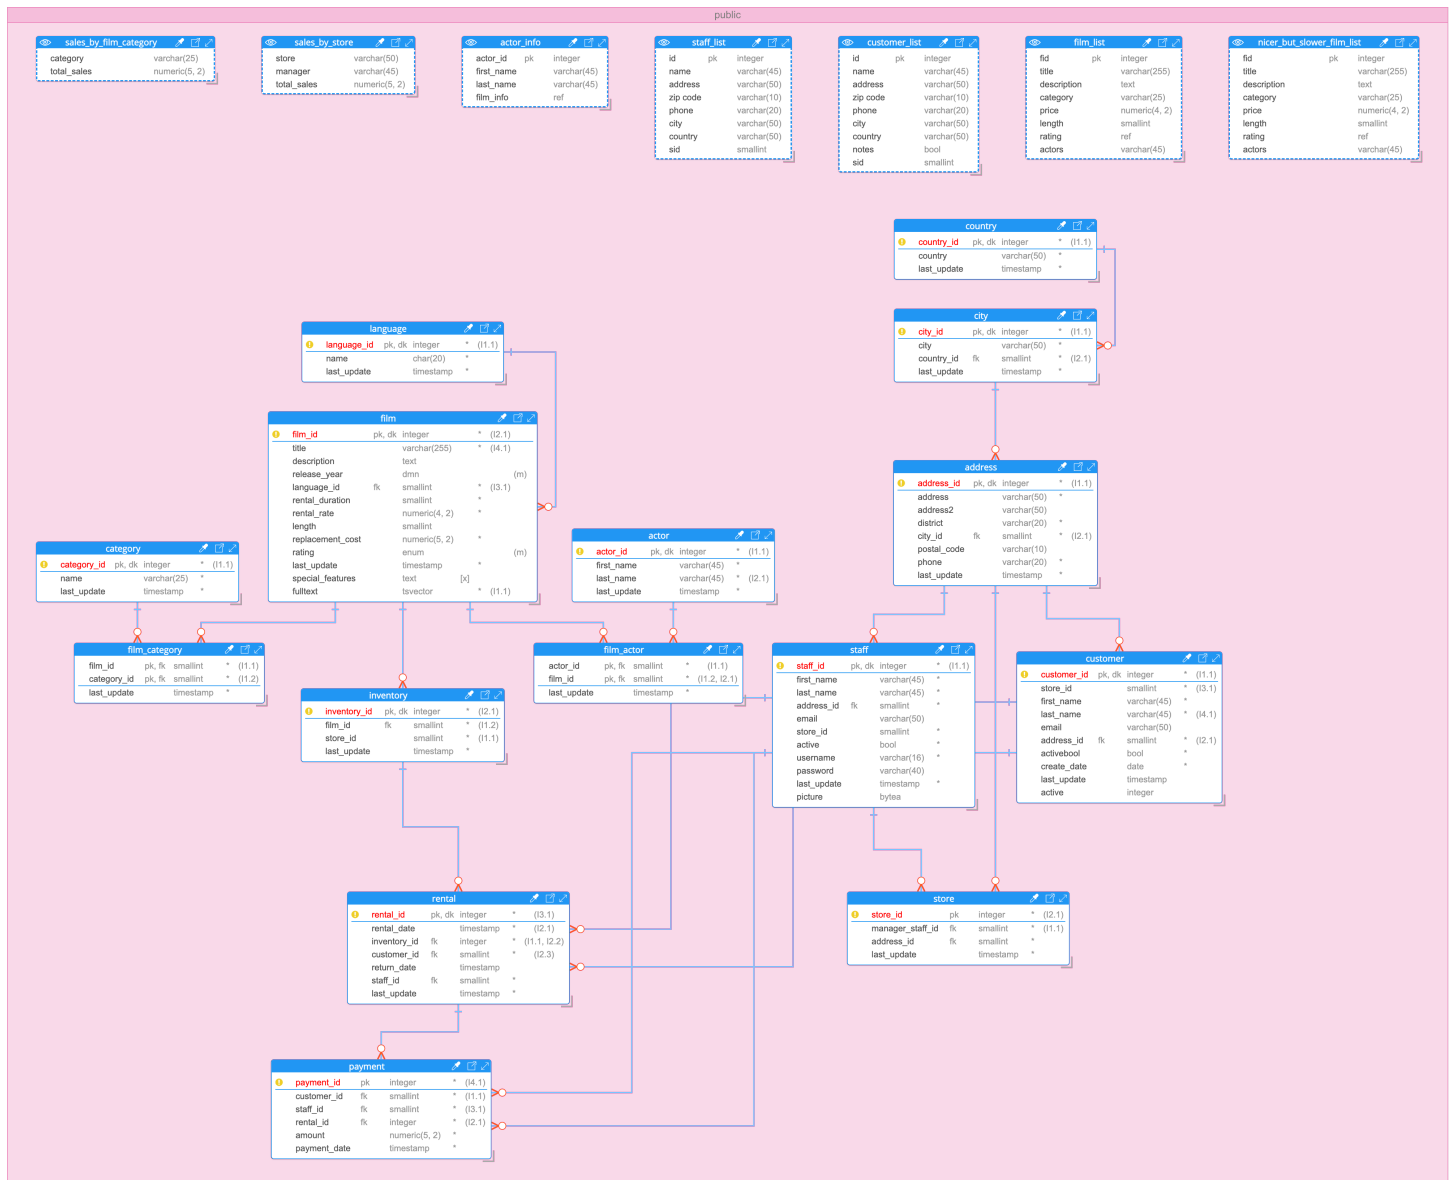 public
sales_by_film_category
category varchar(25)
total_sales numeric(5, 2)
sales_by_store
store varchar(50)
manager varchar(45)
total_sales numeric(5, 2)
actor_info
actor_id pk integer
first_name varchar(45)
last_name varchar(45)
film_info ref
staff_list
id pk integer
name varchar(45)
address varchar(50)
zip code varchar(10)
phone varchar(20)
city varchar(50)
country varchar(50)
sid smallint
customer_list
id pk integer
name varchar(45)
address varchar(50)
zip code varchar(10)
phone varchar(20)
city varchar(50)
country varchar(50)
notes bool
sid smallint
film_list
fid pk integer
title varchar(255)
description text
category varchar(25)
price numeric(4, 2)
length smallint
rating ref
actors varchar(45)
nicer_but_slower_film_list
fid pk integer
title varchar(255)
description text
category varchar(25)
price numeric(4, 2)
length smallint
rating ref
actors varchar(45)
country
country_id pk, dk integer * (I1.1)
country varchar(50) *
last_update timestamp *
city
city_id pk, dk integer * (I1.1)
city varchar(50) *
country_id fk smallint * (I2.1)
last_update timestamp *
language
language_id pk, dk integer * (I1.1)
name char(20) *
last_update timestamp *
film
film_id pk, dk integer * (I2.1)
title varchar(255) * (I4.1)
description text
release_year dmn (m)
language_id fk smallint * (I3.1)
rental_duration smallint *
rental_rate numeric(4, 2) *
length smallint
replacement_cost numeric(5, 2) *
rating enum (m)
last_update timestamp *
special_features text [x]
fulltext tsvector * (I1.1)
address
address_id pk, dk integer * (I1.1)
address varchar(50) *
address2 varchar(50)
district varchar(20) *
city_id fk smallint * (I2.1)
postal_code varchar(10)
phone varchar(20) *
last_update timestamp *
category
category_id pk, dk integer * (I1.1)
name varchar(25) *
last_update timestamp *
actor
actor_id pk, dk integer * (I1.1)
first_name varchar(45) *
last_name varchar(45) * (I2.1)
last_update timestamp *
film_category
film_id pk, fk smallint * (I1.1)
category_id pk, fk smallint * (I1.2)
last_update timestamp *
film_actor
actor_id pk, fk smallint * (I1.1)
film_id pk, fk smallint * (I1.2, I2.1)
last_update timestamp *
staff
staff_id pk, dk integer * (I1.1)
first_name varchar(45) *
last_name varchar(45) *
address_id fk smallint *
email varchar(50)
store_id smallint *
active bool *
username varchar(16) *
password varchar(40)
last_update timestamp *
picture bytea
customer
customer_id pk, dk integer * (I1.1)
store_id smallint * (I3.1)
first_name varchar(45) *
last_name varchar(45) * (I4.1)
email varchar(50)
address_id fk smallint * (I2.1)
activebool bool *
create_date date *
last_update timestamp
active integer
inventory
inventory_id pk, dk integer * (I2.1)
film_id fk smallint * (I1.2)
store_id smallint * (I1.1)
last_update timestamp *
rental
rental_id pk, dk integer * (I3.1)
rental_date timestamp * (I2.1)
inventory_id fk integer * (I1.1, I2.2)
customer_id fk smallint * (I2.3)
return_date timestamp
staff_id fk smallint *
last_update timestamp *
store
store_id pk integer * (I2.1)
manager_staff_id fk smallint * (I1.1)
address_id fk smallint *
last_update timestamp *
payment
payment_id pk integer * (I4.1)
customer_id fk smallint * (I1.1)
staff_id fk smallint * (I3.1)
rental_id fk integer * (I2.1)
amount numeric(5, 2) *
payment_date timestamp *